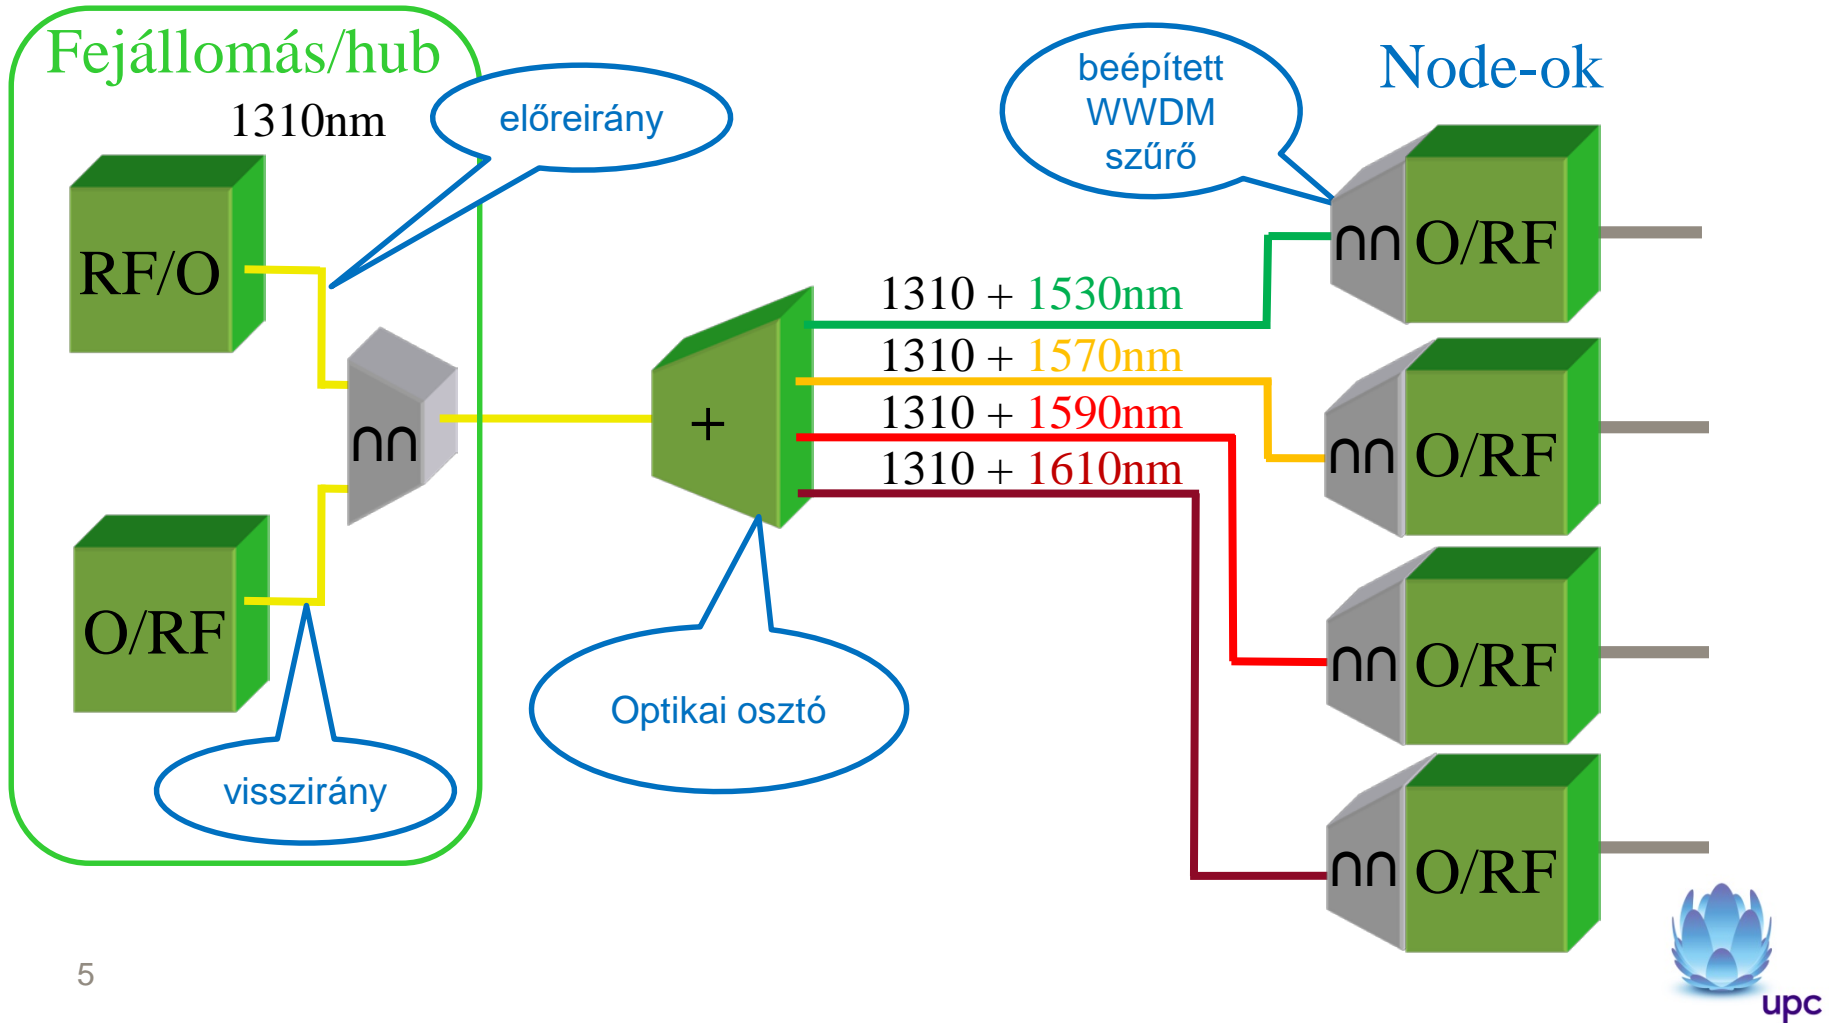 Fejállomás/hub
1310nm
előreirány
RF/O
∩∩
O/RF
visszirány
+
Optikai osztó
1310 + 1530nm
1310 + 1570nm
1310 + 1590nm
1310 + 1610nm
beépített
WWDM
szűrő
Node-ok
∩∩ O/RF
∩∩ O/RF
∩∩ O/RF
∩∩ O/RF
5
upc